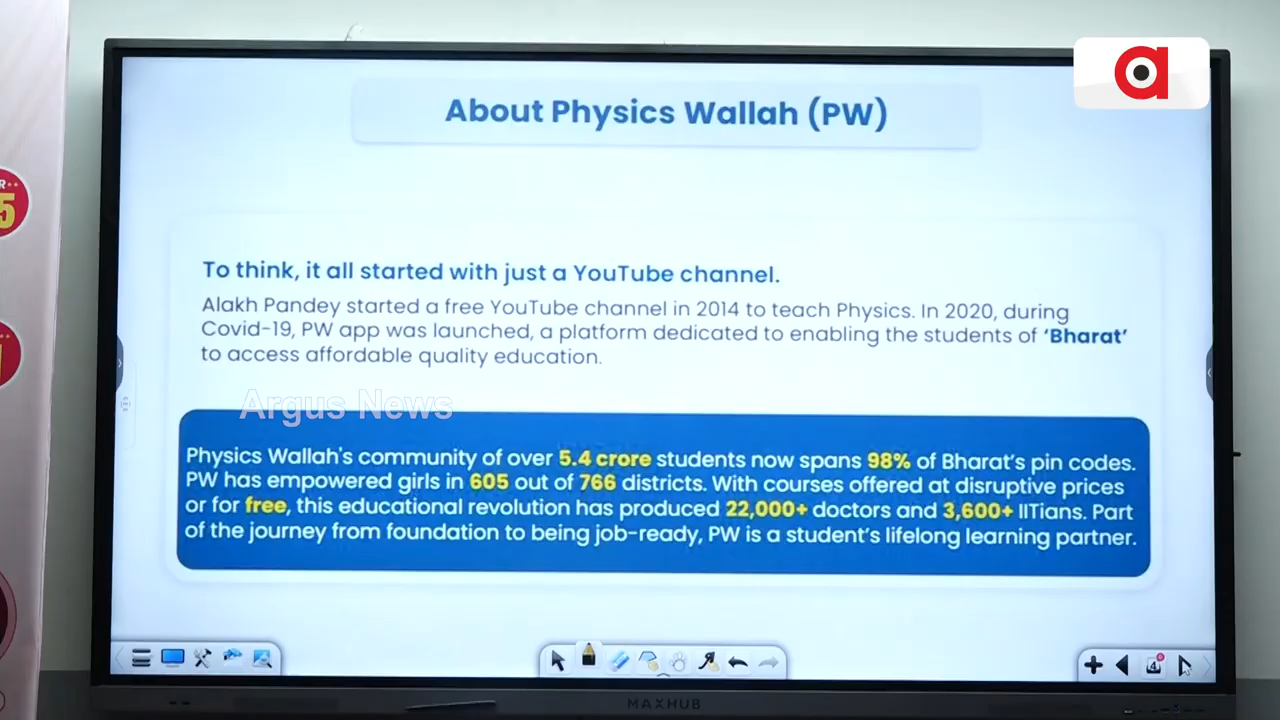 About Physics Wallah (PW)
To think, it all started with just a YouTube channel.
Alakh Pandey started a free YouTube channel in 2014 to teach Physics. In 2020, during
Covid-19, PW app was launched, a platform dedicated to enabling the students of ‘Bharat’
to access affordable quality education.
Argus News
Physics Wallah's community of over 5.4 crore students now spans 98% of Bharat’s pin codes.
PW has empowered girls in 605 out of 766 districts. With courses offered at disruptive prices
or for free, this educational revolution has produced 22,000+ doctors and 3,600+ IITians. Part
of the journey from foundation to being job-ready, PW is a student’s lifelong learning partner.
4
MAXHUB